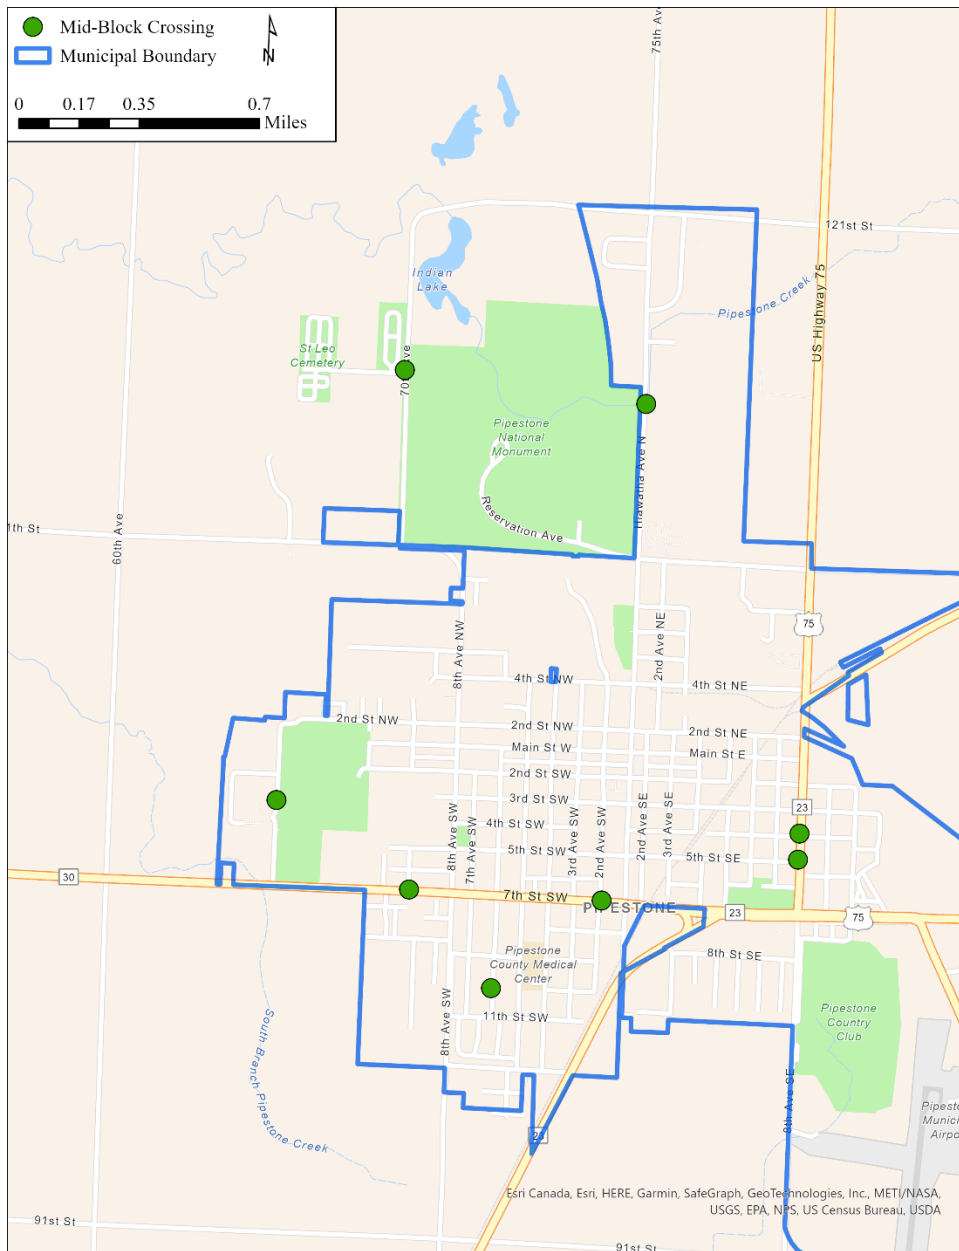 Mid-Block Crossing
N
Municipal Boundary
0 0.17 0.35 0.7
Miles
75th Ave
121st St
Indian
Lake
Pipestone Creek
US Highway 75
St Leo
Cemetery
Pipestone
National
Monument
Hiawatha Ave N
Reservation Ave
60th Ave
75
8th Ave NW
2nd Ave NE
4th St NW
4th St NE
2nd St NW
2nd St NW
2nd St NE
Main St W
Main St E
2nd St SW
3rd St SW
23
4th St SW
8th Ave SW
7th Ave SW
3rd Ave SW
2nd Ave SW
2nd Ave SE
3rd Ave SE
5th St SW
5th St SE
30
7th St SW
PIPESTONE
23
75
Pipestone
County Medical
Center
8th St SE
11th St SW
8th Ave SW
Pipestone
Country
Club
South Branch Pipestone Creek
8th Ave SE
23
Esri Canada, Esri, HERE, Garmin, SafeGraph, GeoTechnologies, Inc., METI/NASA,
USGS, EPA, NPS, US Census Bureau, USDA
91st St
91st St